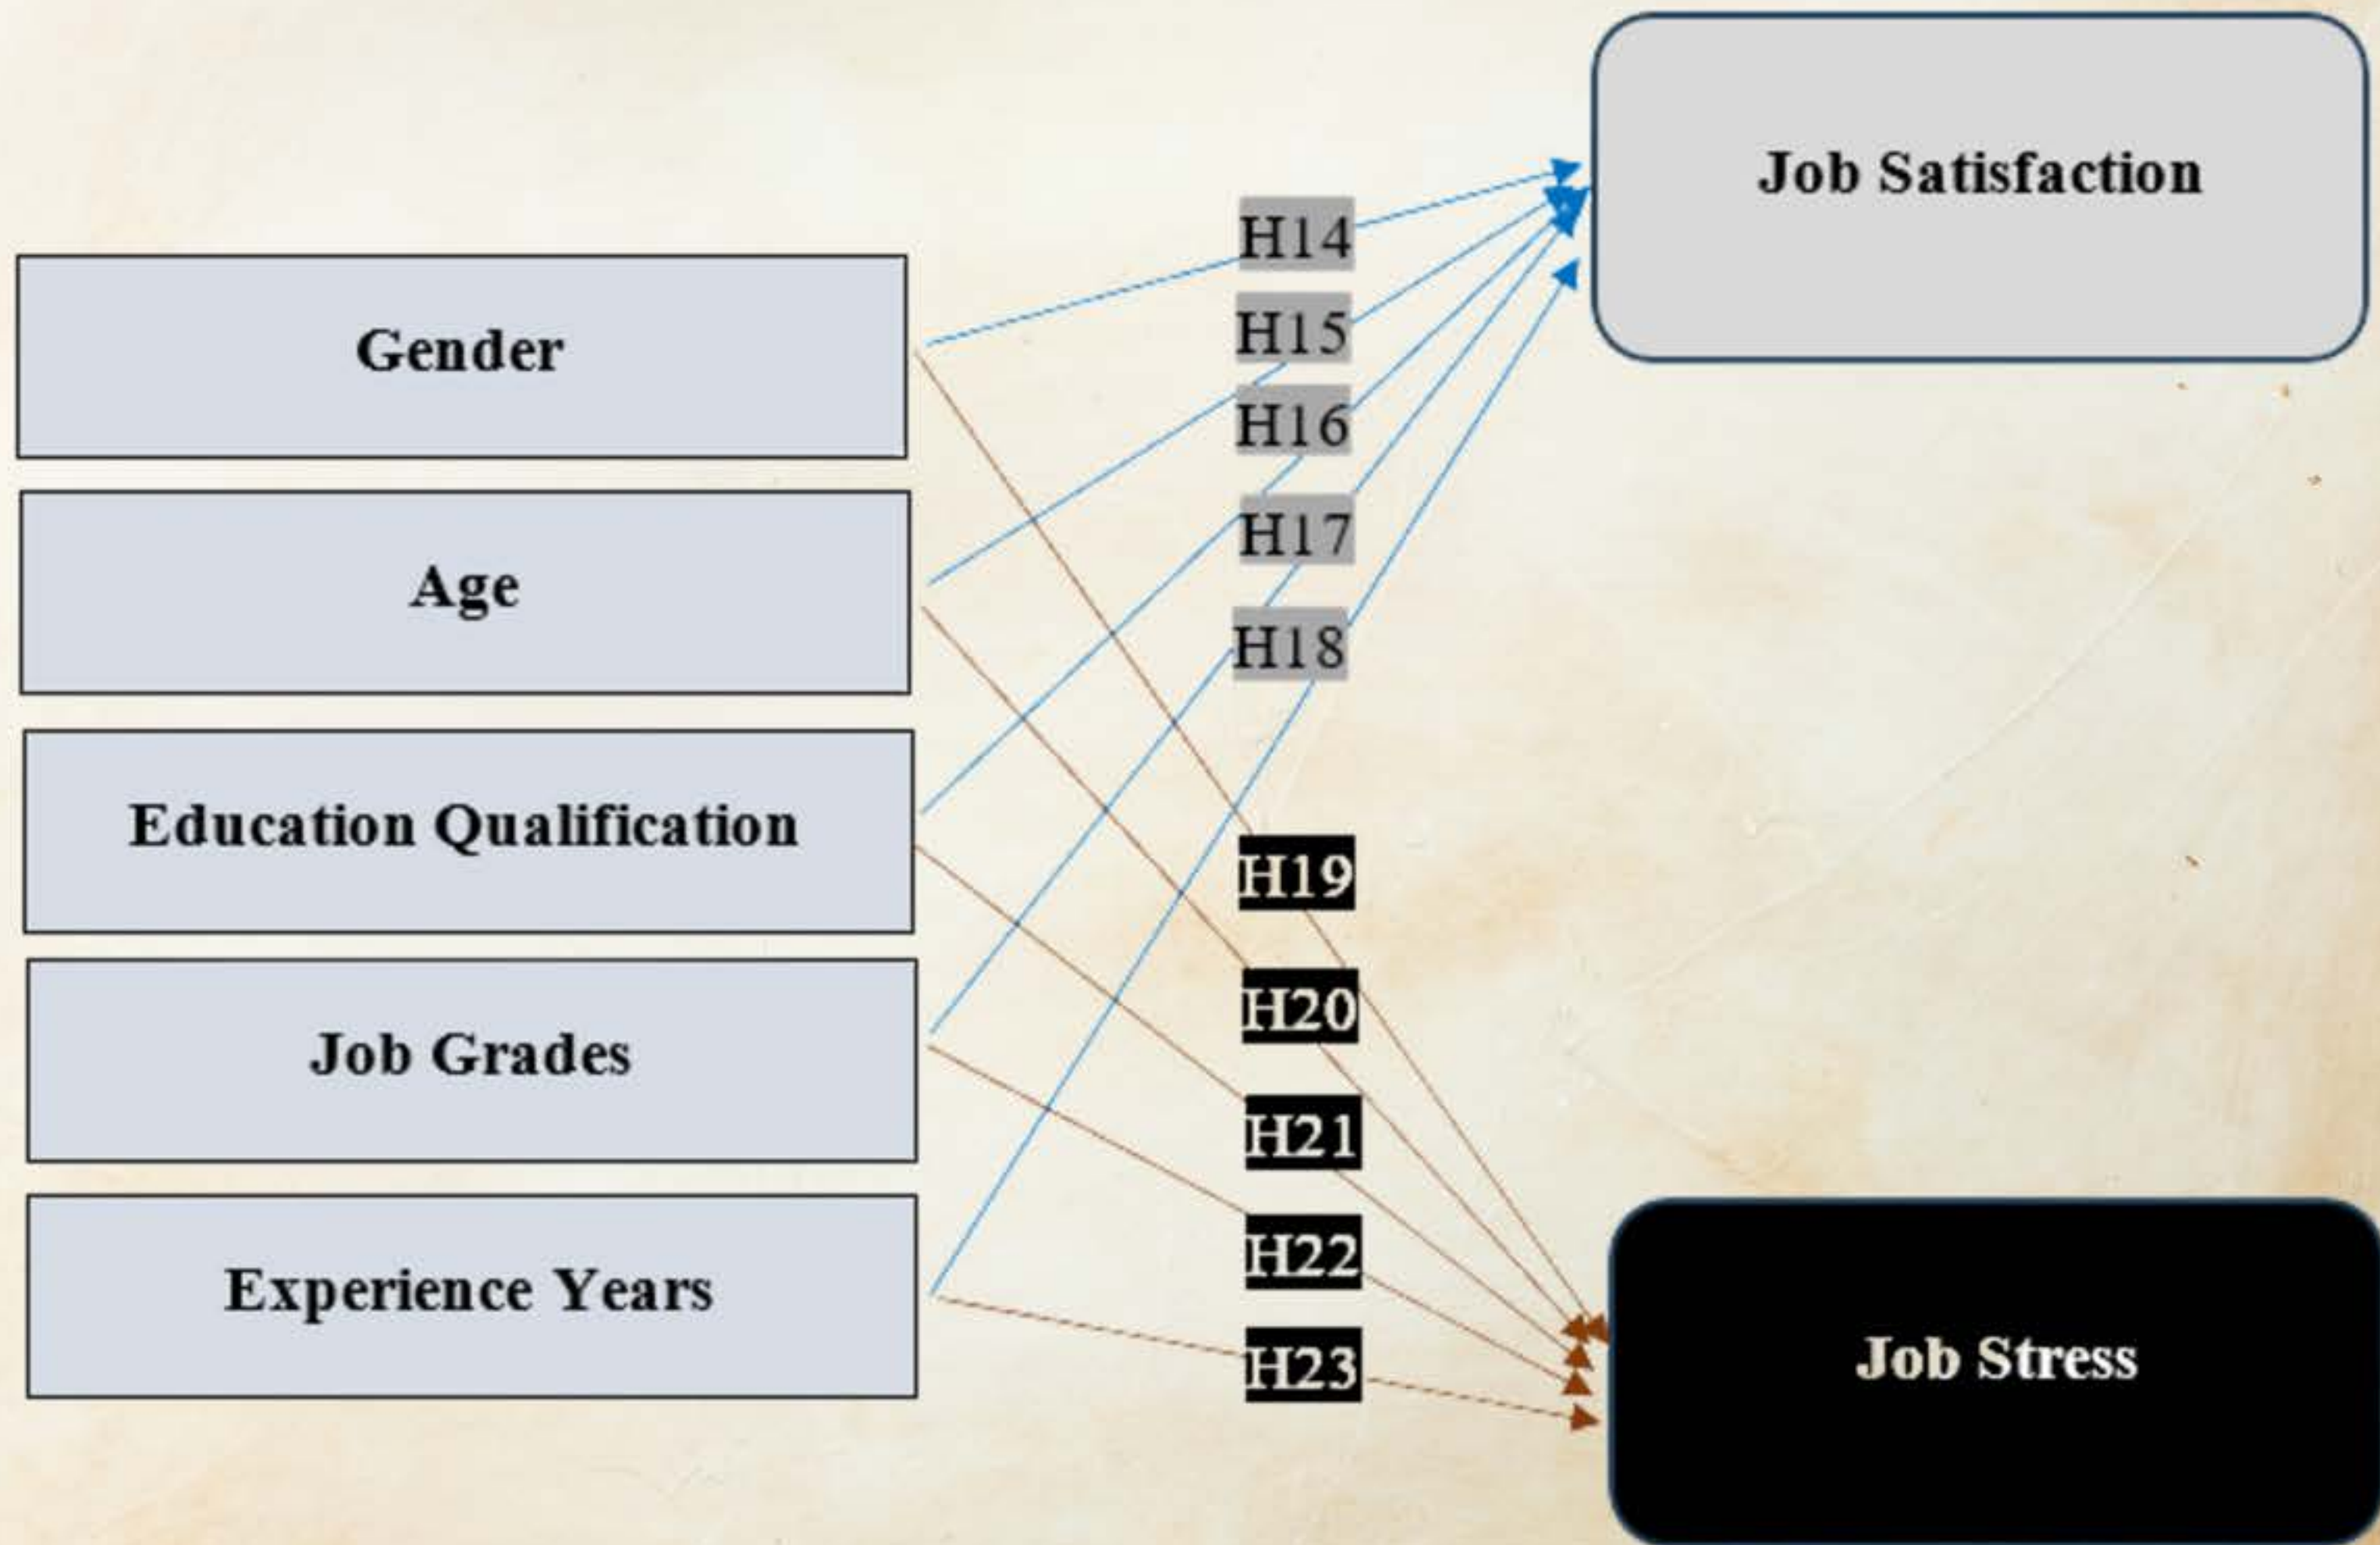 Job Satisfaction
H14
H15
H16
H17
H18
Gender
Age
Education Qualification
Job Grades
Experience Years
H19
H20
H21
H22
H23
Job Stress